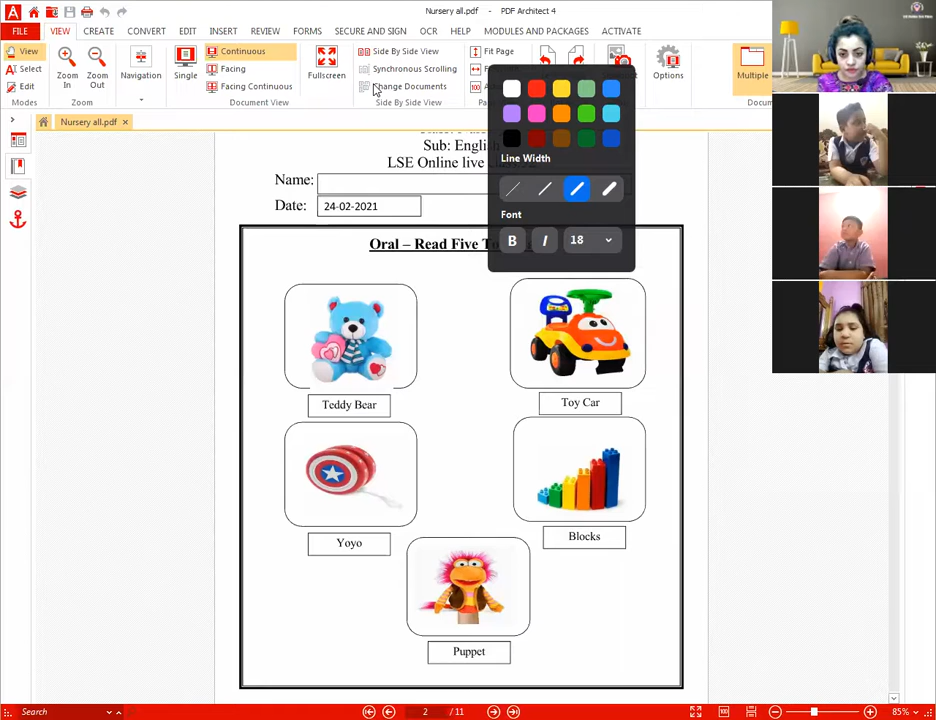 Nursery all.pdf - PDF Architect 4
FILE
VIEW
CREATE
CONVERT
EDIT
INSERT
REVIEW
FORMS
SECURE AND SIGN
OCR
HELP
MODULES AND PACKAGES
ACTIVATE
View
Select
Edit
Modes
Zoom In
Zoom Out
Zoom
Navigation
Single
Continuous
Facing
Facing Continuous
Document View
Fullscreen
Side By Side View
Synchronous Scrolling
Change Documents
Side By Side View
Fit Page
Options
Multiple
Nursery all.pdf ×
Line Width
Font
B I 18
Sub: English
LSE Online live
Name:
Date: 24-02-2021
Oral – Read Five
Teddy Bear
Toy Car
Yoyo
Blocks
Puppet
Search
2 / 11
85%